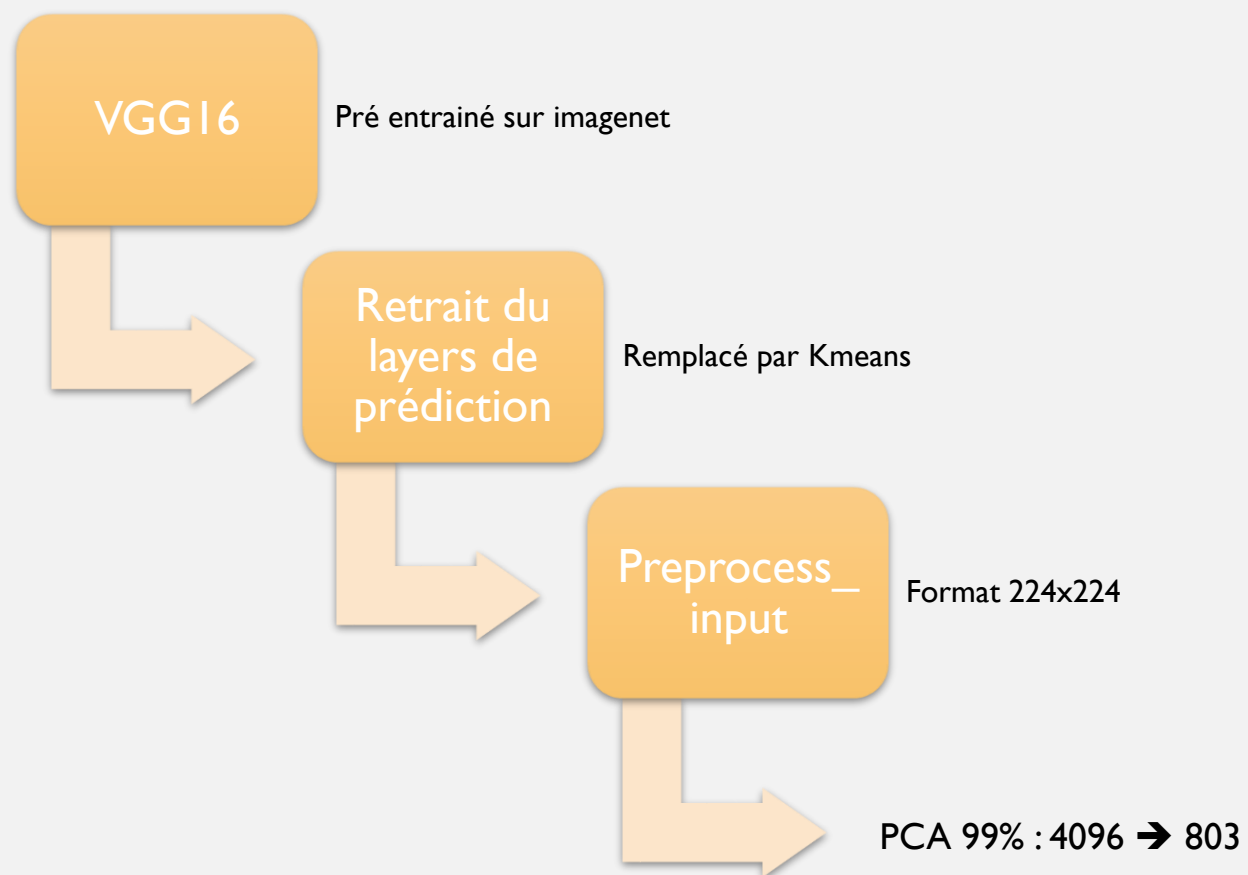 VGG16
Pré entrainé sur imagenet
Retrait du
layers de
prédiction
Remplacé par Kmeans
Preprocess_
input
Format 224x224
PCA 99% : 4096 ➔ 803